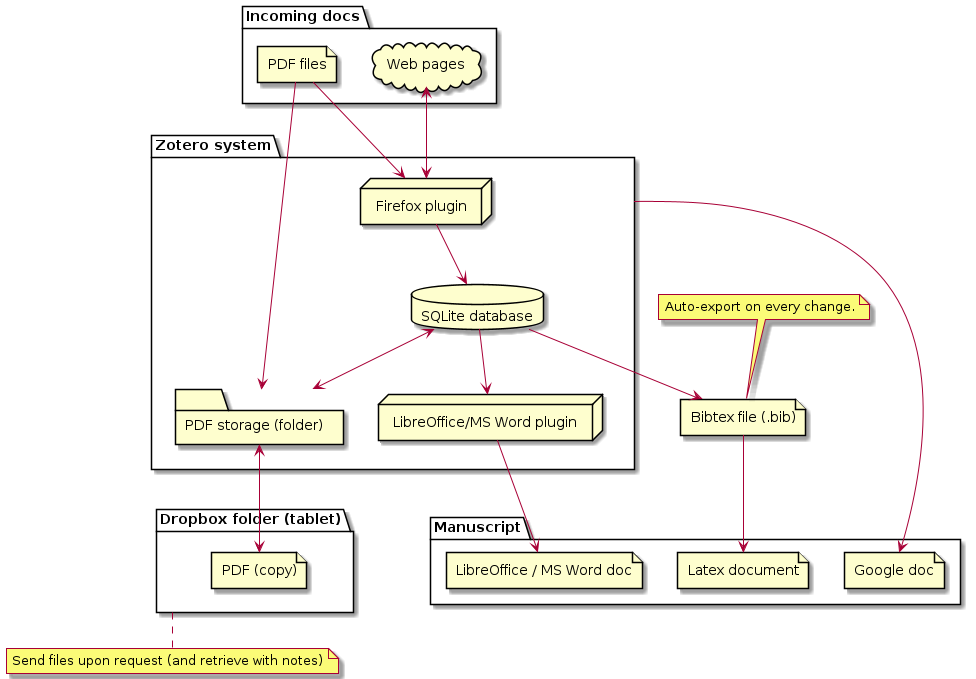 Incoming docs
PDF files
Web pages
Zotero system
Firefox plugin
SQLite database
Auto-export on every change.
PDF storage (folder)
LibreOffice/MS Word plugin
Bibtex file (.bib)
Dropbox folder (tablet)
PDF (copy)
Manuscript
LibreOffice / MS Word doc
Latex document
Google doc
Send files upon request (and retrieve with notes)